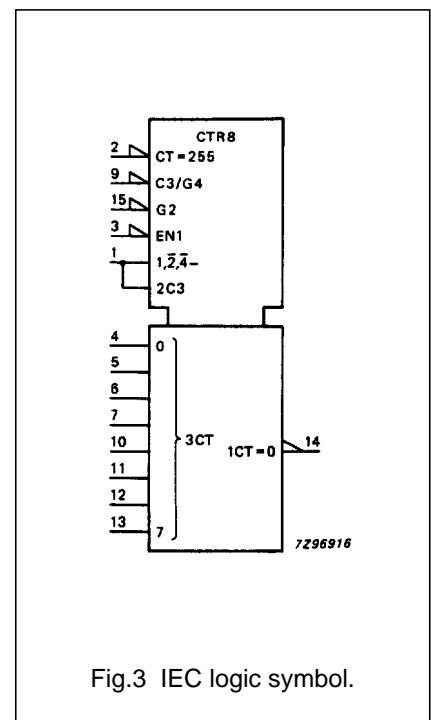 CTR8
2 CT=255
9 C3/G4
15 G2
3 EN1
1 1,2̄,4̄−
2C3
4 0
5
6
7
3CT
10
1CT=0 14
11
12
13 7
7Z96916
Fig.3 IEC logic symbol.